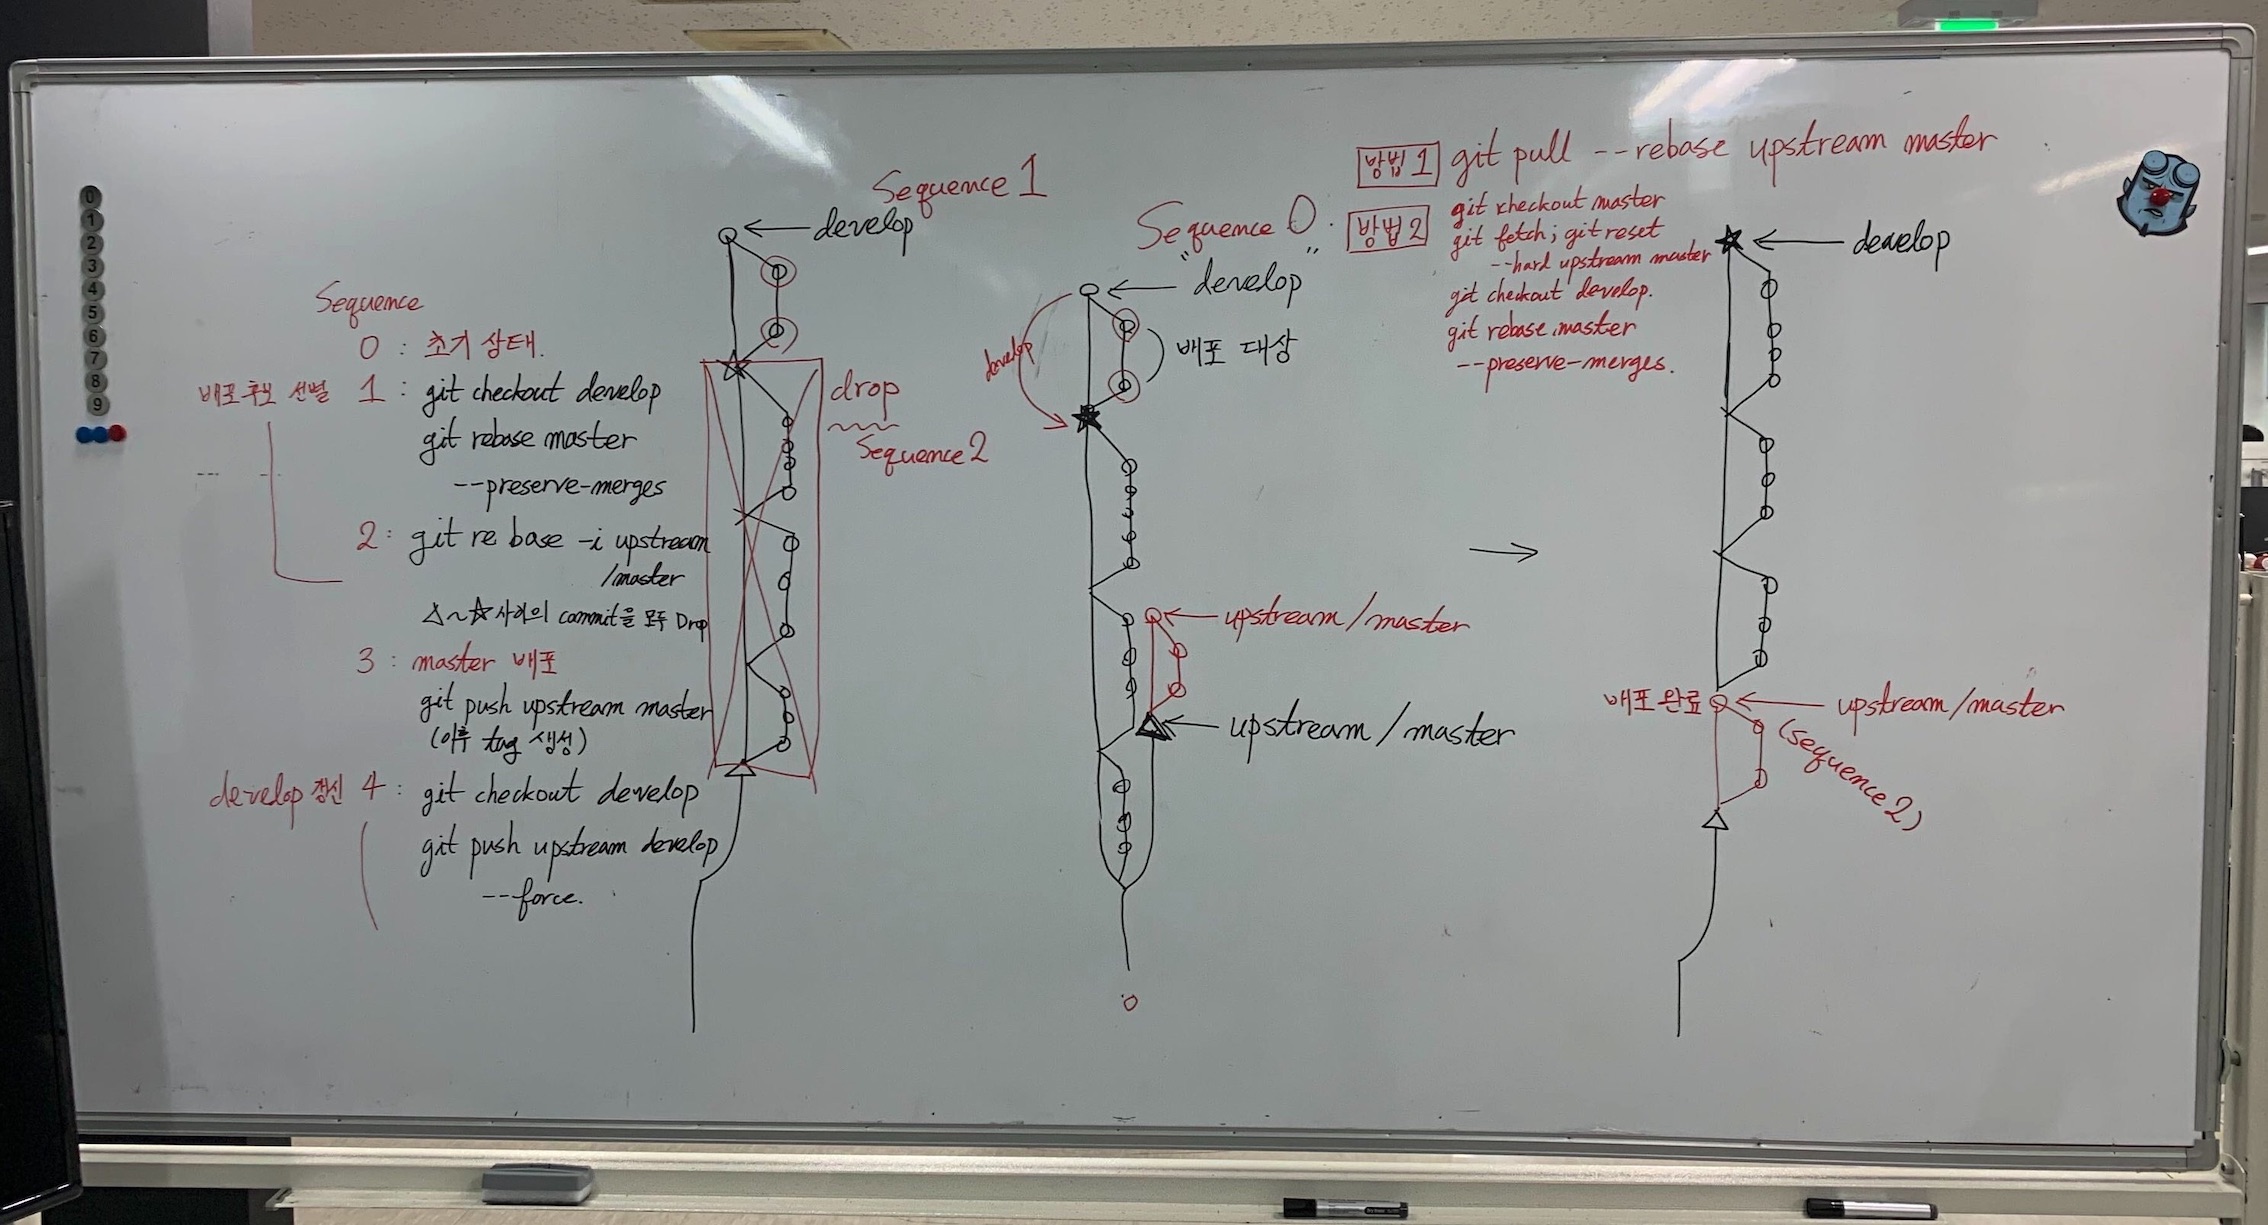 0
1
2
3
4
5
6
7
8
9
Sequence
0 : 초기 상태.
배포 후보 선별 1 : git checkout develop
git rebase master
--preserve-merges
2 : git re base -i upstream
/master
△~☆사이의 commit을 모두 Drop
3 : master 배포
git push upstream master
(이후 tag 생성)
develop 갱신 4 : git checkout develop
git push upstream develop
--force.
Sequence 1
develop
drop
Sequence 2
Sequence 0.
"develop"
develop
배포 대상
upstream/master
upstream/master
방법 1 git pull --rebase upstream master
방법 2 git checkout master
git fetch; git reset
--hard upstream master
git checkout develop.
git rebase master
--preserve-merges.
develop
배포 완료
upstream/master
(sequence 2)